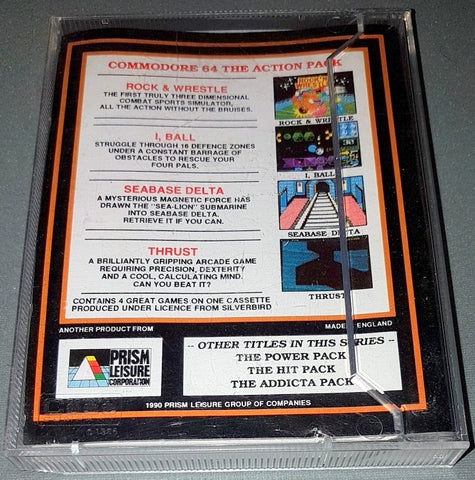 COMMODORE 64 THE ACTION PACK
ROCK & WRESTLE
THE FIRST TRULY THREE DIMENSIONAL
COMBAT SPORTS SIMULATOR,
ALL THE ACTION WITHOUT THE BRUISES.
ROCK & WRESTLE
I, BALL
STRUGGLE THROUGH 16 DEFENCE ZONES
UNDER A CONSTANT BARRAGE OF
OBSTACLES TO RESCUE YOUR
FOUR PALS.
I, BALL
SEABASE DELTA
A MYSTERIOUS MAGNETIC FORCE HAS
DRAWN THE "SEA-LION" SUBMARINE
INTO SEABASE DELTA.
RETRIEVE IT IF YOU CAN.
SEABASE DELTA
THRUST
A BRILLIANTLY GRIPPING ARCADE GAME
REQUIRING PRECISION, DEXTERITY
AND A COOL, CALCULATING MIND.
CAN YOU BEAT IT?
THRUST
CONTAINS 4 GREAT GAMES ON ONE CASSETTE
PRODUCED UNDER LICENCE FROM SILVERBIRD
ANOTHER PRODUCT FROM
MADE ENGLAND
PRISM
LEISURE
CORPORATION
-- OTHER TITLES IN THIS SERIES --
THE POWER PACK
THE HIT PACK
THE ADDICTA PACK
1990 PRISM LEISURE GROUP OF COMPANIES